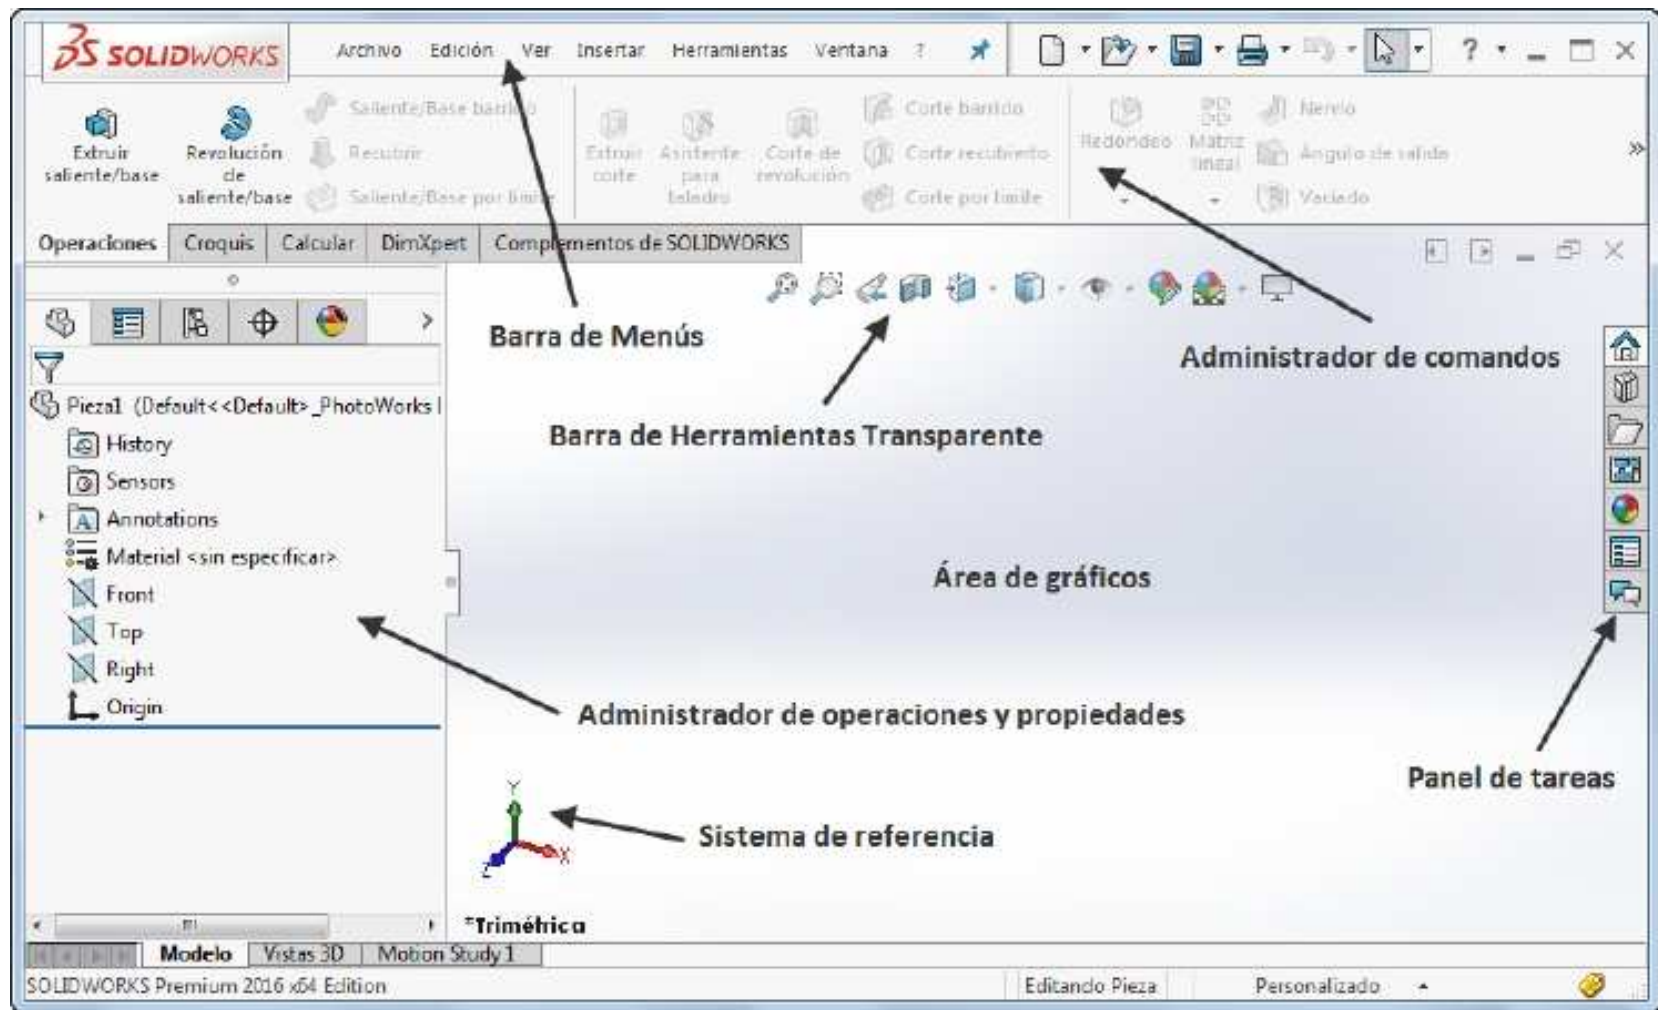 SOLIDWORKS
Archivo Edición Ver Insertar Herramientas Ventana ?
?
Extruir saliente/base
Revolución de saliente/base
Saliente/Base barrido
Recubrir
Saliente/Base por límite
Extruir corte
Asistente para taladro
Corte de revolución
Corte barrido
Corte recubierto
Corte por límite
Redondeo
Matriz lineal
Nervio
Ángulo de salida
Vaciado
Operaciones Croquis Calcular DimXpert Complementos de SOLIDWORKS
Barra de Menús
Administrador de comandos
Barra de Herramientas Transparente
Pieza1 (Default<<Default>_PhotoWorks
History
Sensors
Annotations
Material <sin especificar>
Front
Top
Right
Origin
Área de gráficos
Administrador de operaciones y propiedades
Panel de tareas
Sistema de referencia
Y
X
Z
*Trimétrica
Modelo Vistas 3D Motion Study 1
SOLIDWORKS Premium 2016 x64 Edition
Editando Pieza
Personalizado